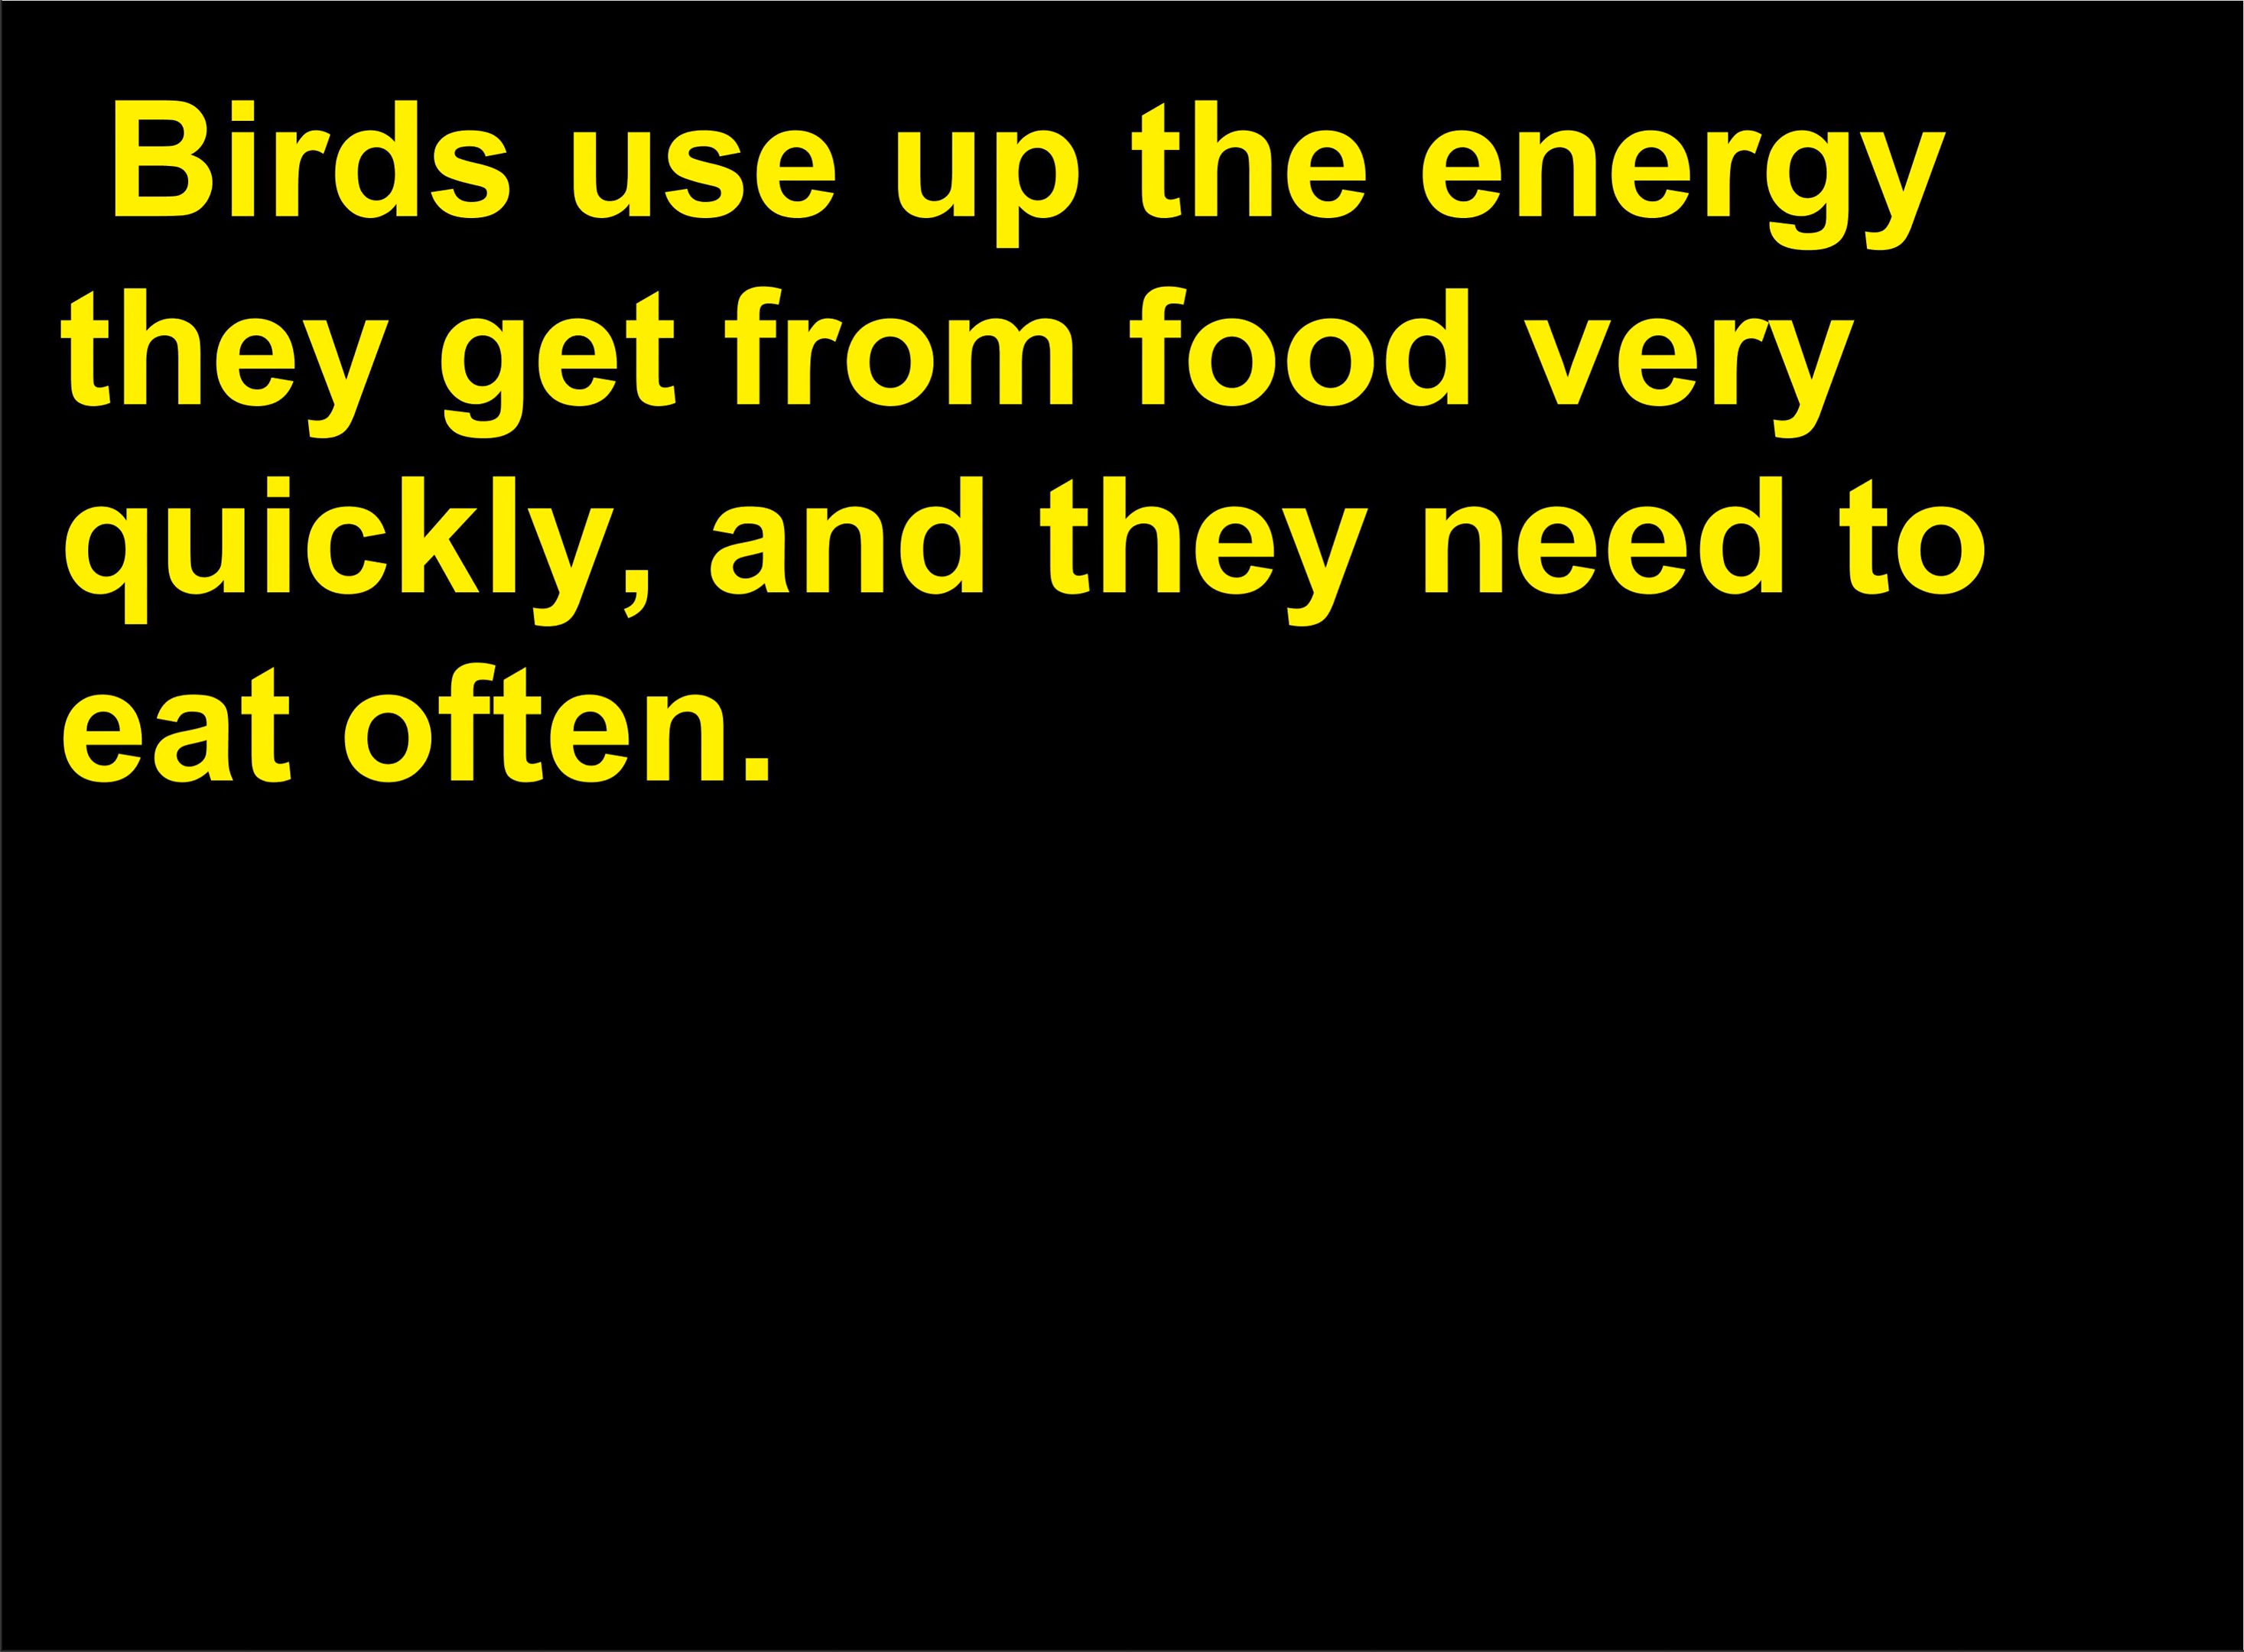 Birds use up the energy
they get from food very
quickly, and they need to
eat often.